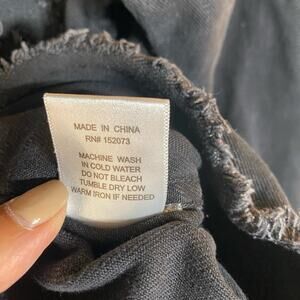 MADE IN CHINA
RN# 152073
MACHINE WASH
IN COLD WATER
DO NOT BLEACH
TUMBLE DRY LOW
WARM IRON IF NEEDED